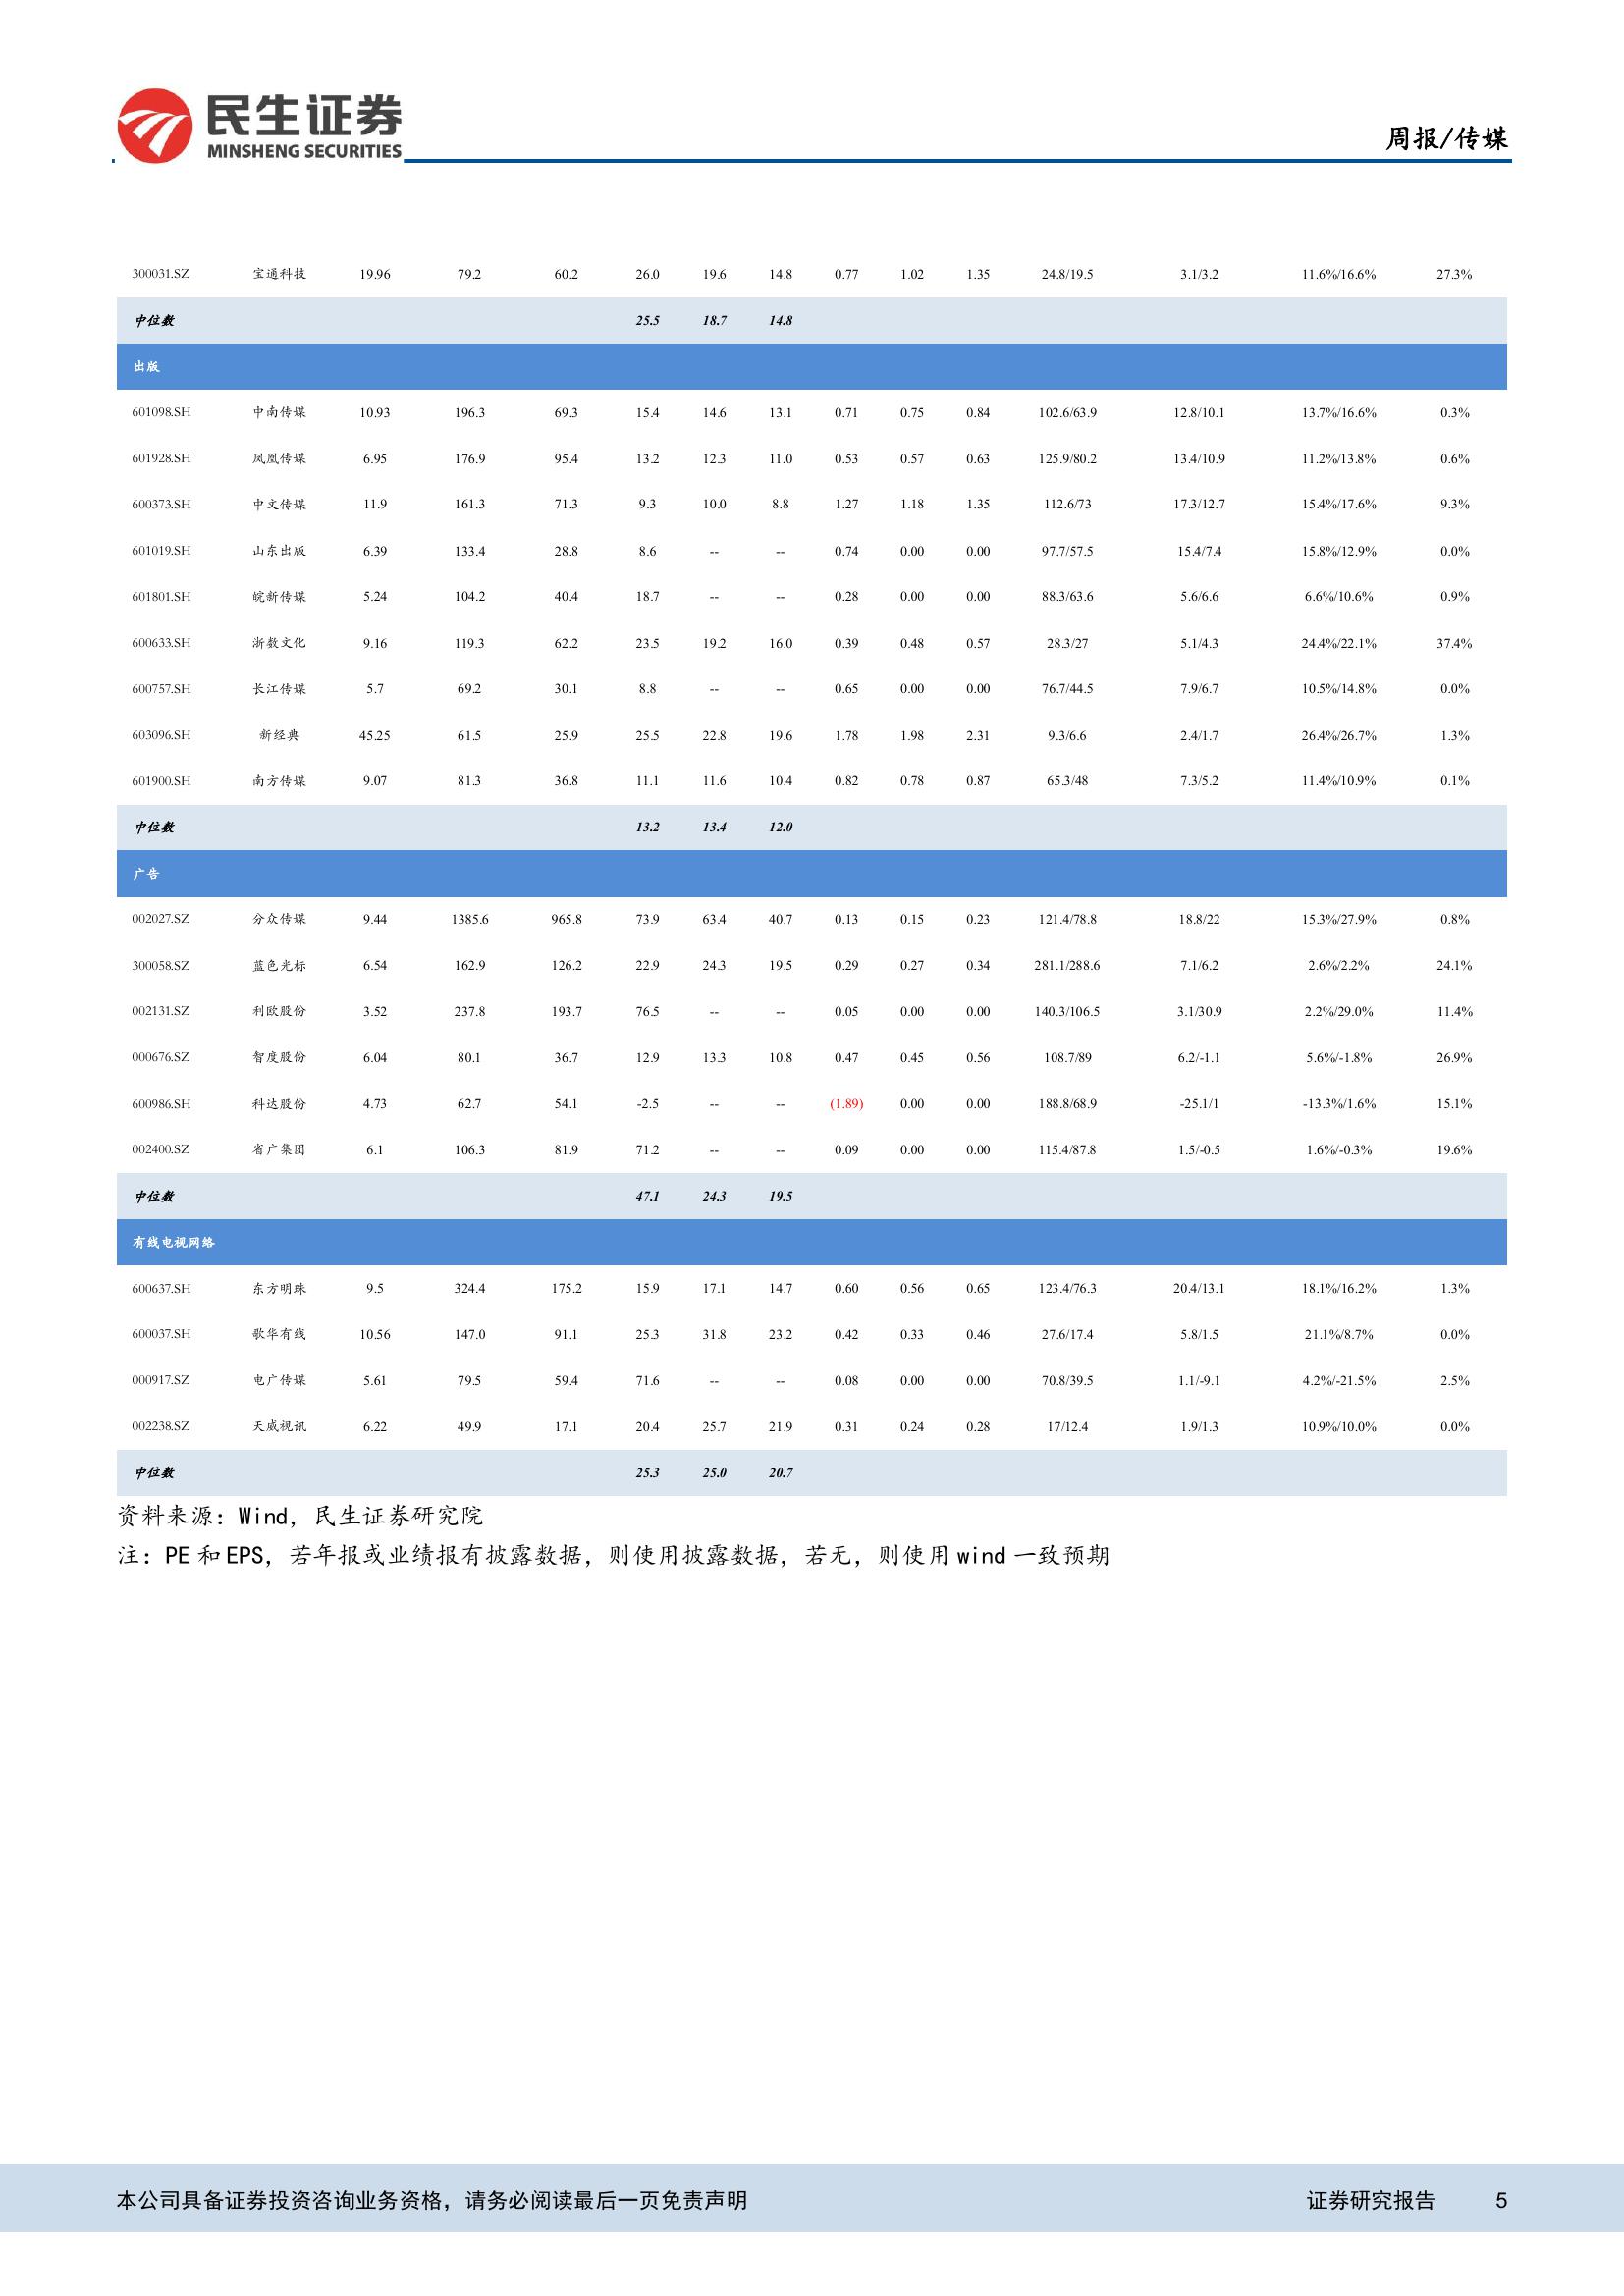 民生证券
MINSHENG SECURITIES
周报/传媒
300031.SZ 宝通科技 19.96 79.2 60.2 26.0 19.6 14.8 0.77 1.02 1.35 24.8/19.5 3.1/3.2 11.6%/16.6% 27.3%
中位数 25.5 18.7 14.8
出版
601098.SH 中南传媒 10.93 196.3 69.3 15.4 14.6 13.1 0.71 0.75 0.84 102.6/63.9 12.8/10.1 13.7%/16.6% 0.3%
601928.SH 凤凰传媒 6.95 176.9 95.4 13.2 12.3 11.0 0.53 0.57 0.63 125.9/80.2 13.4/10.9 11.2%/13.8% 0.6%
600373.SH 中文传媒 11.9 161.3 71.3 9.3 10.0 8.8 1.27 1.18 1.35 112.6/73 17.3/12.7 15.4%/17.6% 9.3%
601019.SH 山东出版 6.39 133.4 28.8 8.6 -- -- 0.74 0.00 0.00 97.7/57.5 15.4/7.4 15.8%/12.9% 0.0%
601801.SH 皖新传媒 5.24 104.2 40.4 18.7 -- -- 0.28 0.00 0.00 88.3/63.6 5.6/6.6 6.6%/10.6% 0.9%
600633.SH 浙数文化 9.16 119.3 62.2 23.5 19.2 16.0 0.39 0.48 0.57 28.3/27 5.1/4.3 24.4%/22.1% 37.4%
600757.SH 长江传媒 5.7 69.2 30.1 8.8 -- -- 0.65 0.00 0.00 76.7/44.5 7.9/6.7 10.5%/14.8% 0.0%
603096.SH 新经典 45.25 61.5 25.9 25.5 22.8 19.6 1.78 1.98 2.31 9.3/6.6 2.4/1.7 26.4%/26.7% 1.3%
601900.SH 南方传媒 9.07 81.3 36.8 11.1 11.6 10.4 0.82 0.78 0.87 65.3/48 7.3/5.2 11.4%/10.9% 0.1%
中位数 13.2 13.4 12.0
广告
002027.SZ 分众传媒 9.44 1385.6 965.8 73.9 63.4 40.7 0.13 0.15 0.23 121.4/78.8 18.8/22 15.3%/27.9% 0.8%
300058.SZ 蓝色光标 6.54 162.9 126.2 22.9 24.3 19.5 0.29 0.27 0.34 281.1/288.6 7.1/6.2 2.6%/2.2% 24.1%
002131.SZ 利欧股份 3.52 237.8 193.7 76.5 -- -- 0.05 0.00 0.00 140.3/106.5 3.1/30.9 2.2%/29.0% 11.4%
000676.SZ 智度股份 6.04 80.1 36.7 12.9 13.3 10.8 0.47 0.45 0.56 108.7/89 6.2/-1.1 5.6%/-1.8% 26.9%
600986.SH 科达股份 4.73 62.7 54.1 -2.5 -- -- (1.89) 0.00 0.00 188.8/68.9 -25.1/1 -13.3%/1.6% 15.1%
002400.SZ 省广集团 6.1 106.3 81.9 71.2 -- -- 0.09 0.00 0.00 115.4/87.8 1.5/-0.5 1.6%/-0.3% 19.6%
中位数 47.1 24.3 19.5
有线电视网络
600637.SH 东方明珠 9.5 324.4 175.2 15.9 17.1 14.7 0.60 0.56 0.65 123.4/76.3 20.4/13.1 18.1%/16.2% 1.3%
600037.SH 歌华有线 10.56 147.0 91.1 25.3 31.8 23.2 0.42 0.33 0.46 27.6/17.4 5.8/1.5 21.1%/8.7% 0.0%
000917.SZ 电广传媒 5.61 79.5 59.4 71.6 -- -- 0.08 0.00 0.00 70.8/39.5 1.1/-9.1 4.2%/-21.5% 2.5%
002238.SZ 天威视讯 6.22 49.9 17.1 20.4 25.7 21.9 0.31 0.24 0.28 17/12.4 1.9/1.3 10.9%/10.0% 0.0%
中位数 25.3 25.0 20.7
资料来源：Wind，民生证券研究院
注：PE 和 EPS，若年报或业绩报有披露数据，则使用披露数据，若无，则使用 wind 一致预期
本公司具备证券投资咨询业务资格，请务必阅读最后一页免责声明 证券研究报告 5